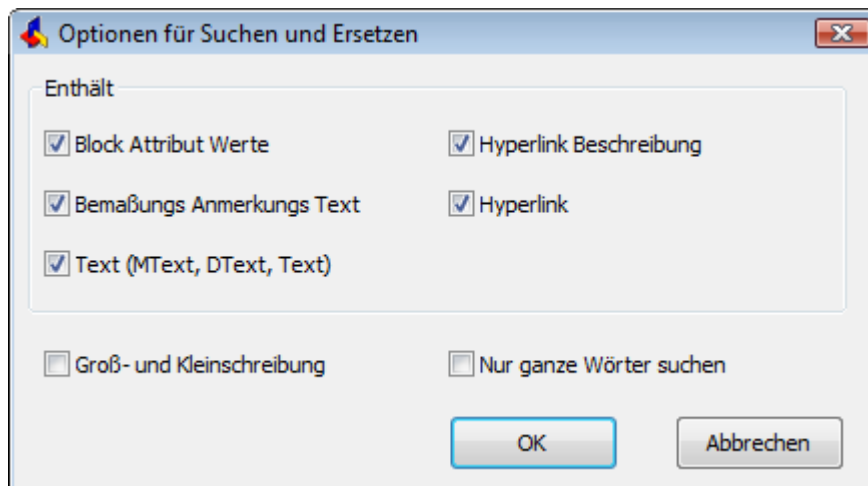 Optionen für Suchen und Ersetzen
Enthält
Block Attribut Werte
Hyperlink Beschreibung
Bemaßungs Anmerkungs Text
Hyperlink
Text (MText, DText, Text)
Groß- und Kleinschreibung
Nur ganze Wörter suchen
OK
Abbrechen